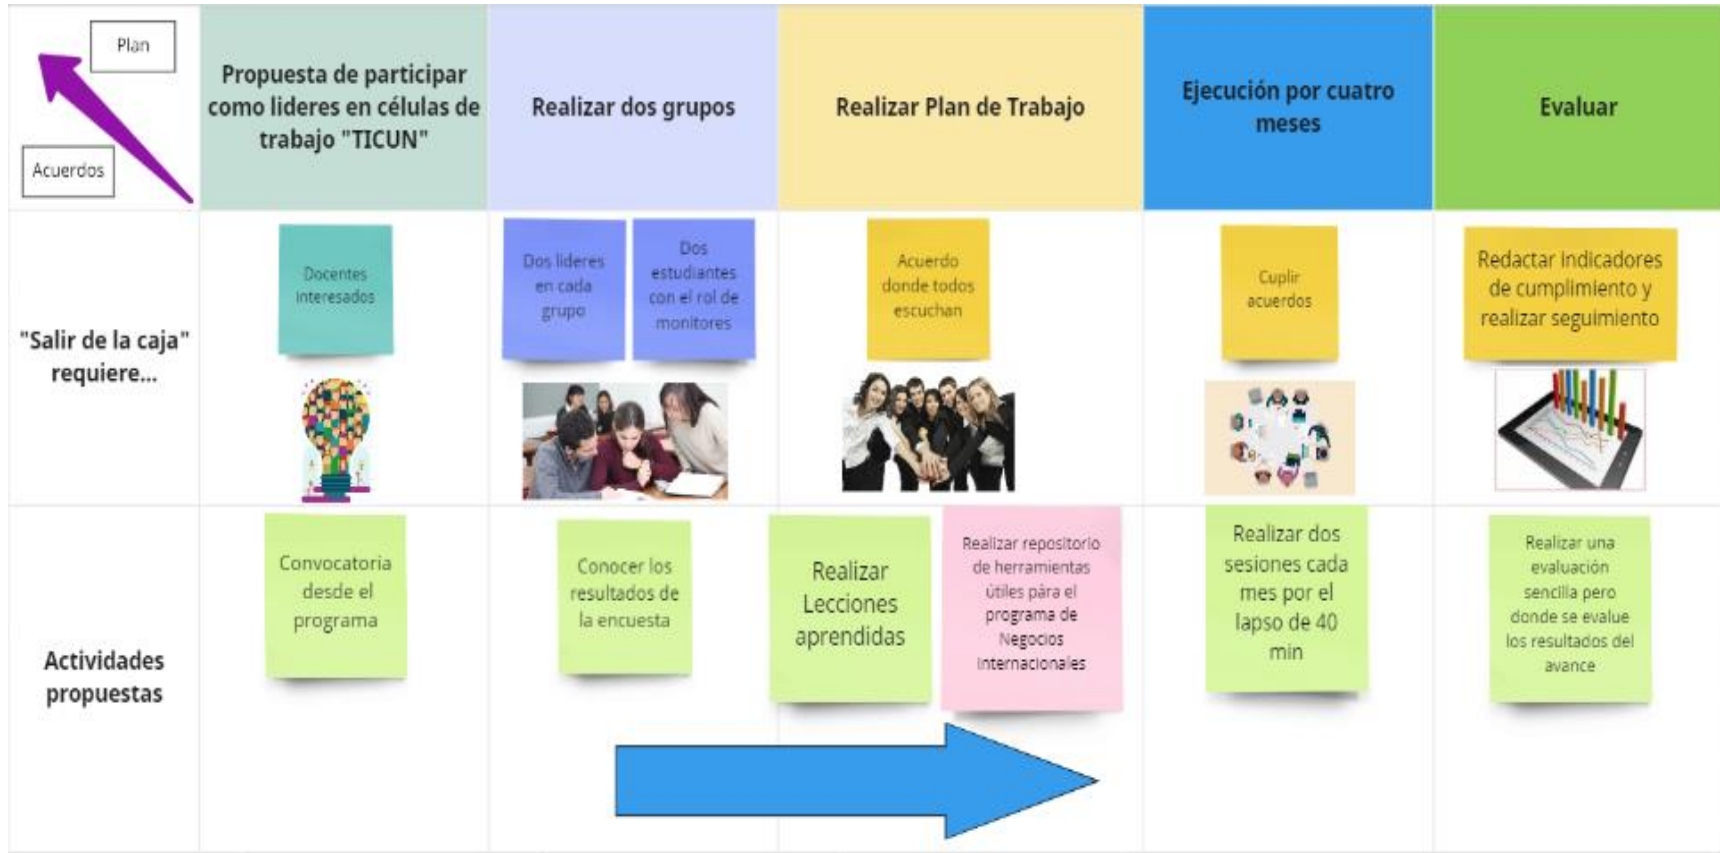 Plan
Acuerdos
Propuesta de participar
como lideres en células de
trabajo "TICUN"
Realizar dos grupos
Realizar Plan de Trabajo
Ejecución por cuatro
meses
Evaluar
"Salir de la caja"
requiere...
Docentes
interesados
Dos lideres
en cada
grupo
Dos
estudiantes
con el rol de
monitores
Acuerdo
donde todos
escuchan
Cuplir
acuerdos
Redactar indicadores
de cumplimiento y
realizar seguimiento
Actividades
propuestas
Convocatoria
desde el
programa
Conocer los
resultados de
la encuesta
Realizar
Lecciones
aprendidas
Realizar repositorio
de herramientas
útiles pára el
programa de
Negocios
Internacionales
Realizar dos
sesiones cada
mes por el
lapso de 40
min
Realizar una
evaluación
sencilla pero
donde se evalue
los resultados del
avance